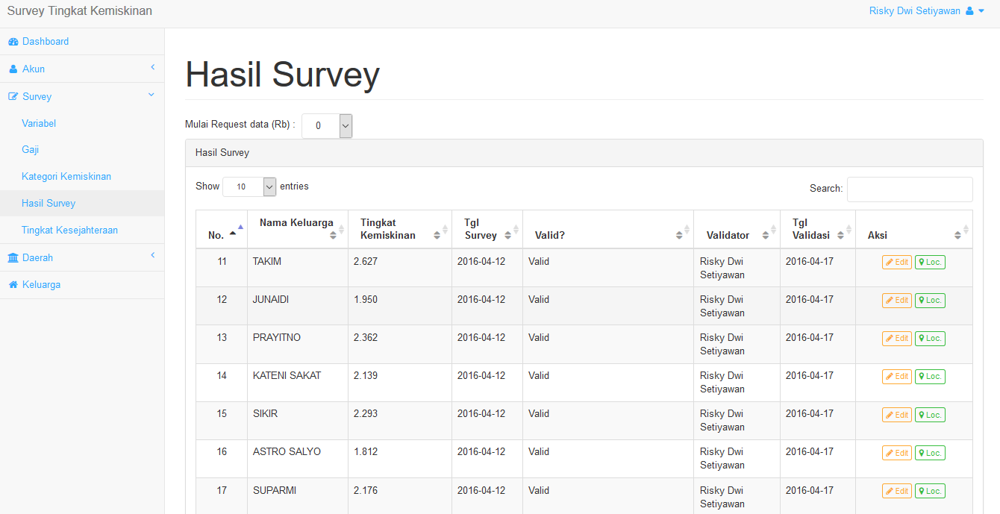 Survey Tingkat Kemiskinan
Risky Dwi Setiyawan
Dashboard
Akun
Survey
Variabel
Gaji
Kategori Kemiskinan
Hasil Survey
Tingkat Kesejahteraan
Daerah
Keluarga
Hasil Survey
Mulai Request data (Rb) : 0
Hasil Survey
Show 10 entries
Search:
No. Nama Keluarga Tingkat Kemiskinan Tgl Survey Valid? Validator Tgl Validasi Aksi
11 TAKIM 2.627 2016-04-12 Valid Risky Dwi Setiyawan 2016-04-17 Edit Loc.
12 JUNAIDI 1.950 2016-04-12 Valid Risky Dwi Setiyawan 2016-04-17 Edit Loc.
13 PRAYITNO 2.362 2016-04-12 Valid Risky Dwi Setiyawan 2016-04-17 Edit Loc.
14 KATENI SAKAT 2.139 2016-04-12 Valid Risky Dwi Setiyawan 2016-04-17 Edit Loc.
15 SIKIR 2.293 2016-04-12 Valid Risky Dwi Setiyawan 2016-04-17 Edit Loc.
16 ASTRO SALYO 1.812 2016-04-12 Valid Risky Dwi Setiyawan 2016-04-17 Edit Loc.
17 SUPARMI 2.176 2016-04-12 Valid Risky Dwi Setiyawan 2016-04-17 Edit Loc.